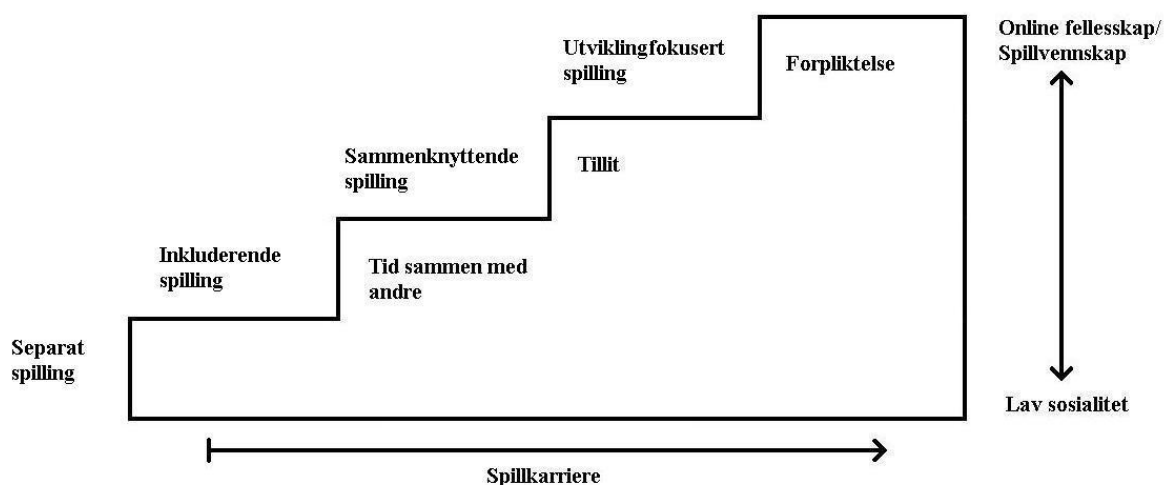 Online fellesskap/
Spillvennskap
Utviklingfokusert
spilling
Forpliktelse
Sammenknyttende
spilling
Tillit
Inkluderende
spilling
Tid sammen med
andre
Separat
spilling
Lav sosialitet
Spillkarriere